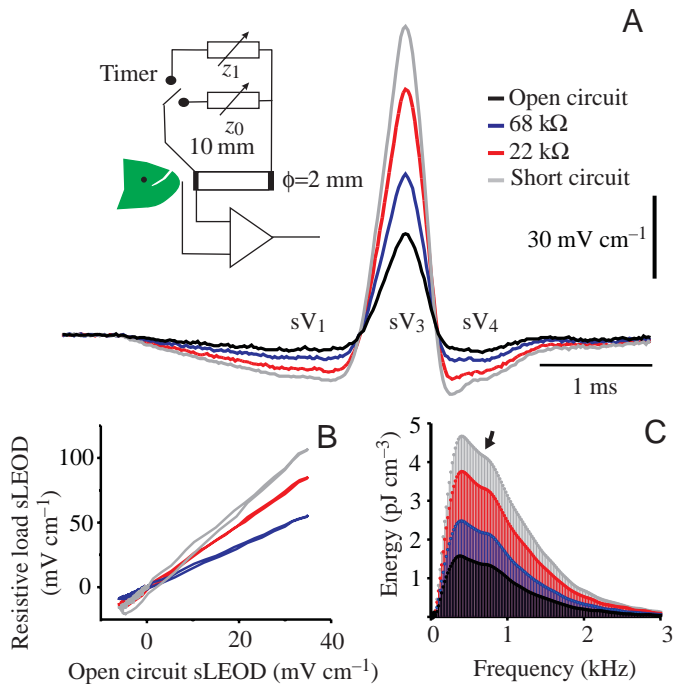 A
Timer
z1
z0
10 mm
ϕ=2 mm
Open circuit
68 kΩ
22 kΩ
Short circuit
30 mV cm–1
sV1
sV3
sV4
1 ms
B
Resistive load sLEOD
(mV cm–1)
100
50
0
0
20
40
Open circuit sLEOD (mV cm–1)
C
Energy (pJ cm–3)
5
4
3
2
1
0
1
2
3
Frequency (kHz)